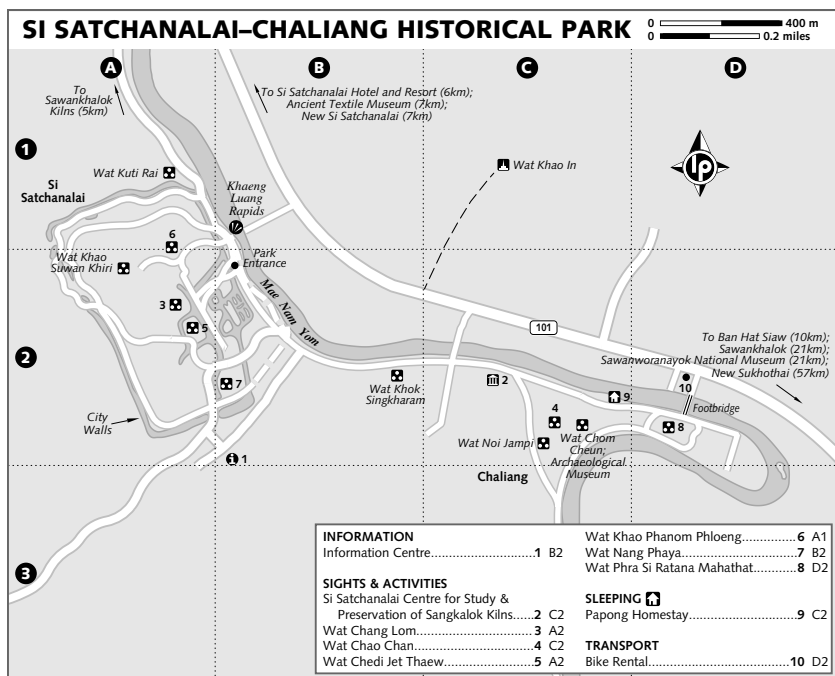 SI SATCHANALAI–CHALIANG HISTORICAL PARK
0 400 m
0 0.2 miles
A
B
C
D
To
Sawankhalok
Kilns (5km)
To Si Satchanalai Hotel and Resort (6km);
Ancient Textile Museum (7km);
New Si Satchanalai (7km)
1
Wat Kuti Rai
Wat Khao In
lp
Si
Satchanalai
Khaeng
Luang
Rapids
6
Wat Khao
Suwan Khiri
Park
Entrance
Mae Nam Yom
3
5
101
To Ban Hat Siaw (10km);
Sawankhalok (21km);
Sawanworanayok National Museum (21km);
New Sukhothai (57km)
2
7
Wat Khok
Singkharam
2
9
10
Footbridge
City
Walls
4
8
Wat Noi Jampi
Wat Chom
Cheun;
Archaeological
Museum
1
Chaliang
3
INFORMATION
Information Centre..............................1 B2
SIGHTS & ACTIVITIES
Si Satchanalai Centre for Study &
Preservation of Sangkalok Kilns.....2 C2
Wat Chang Lom..................................3 A2
Wat Chao Chan..................................4 C2
Wat Chedi Jet Thaew.........................5 A2
Wat Khao Phanom Phloeng..............6 A1
Wat Nang Phaya................................7 B2
Wat Phra Si Ratana Mahathat...........8 D2
SLEEPING
Papong Homestay..............................9 C2
TRANSPORT
Bike Rental.......................................10 D2